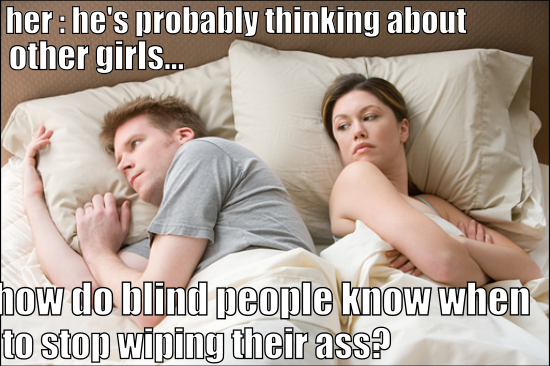 her : he's probably thinking about
other girls...
how do blind people know when
to stop wiping their ass?